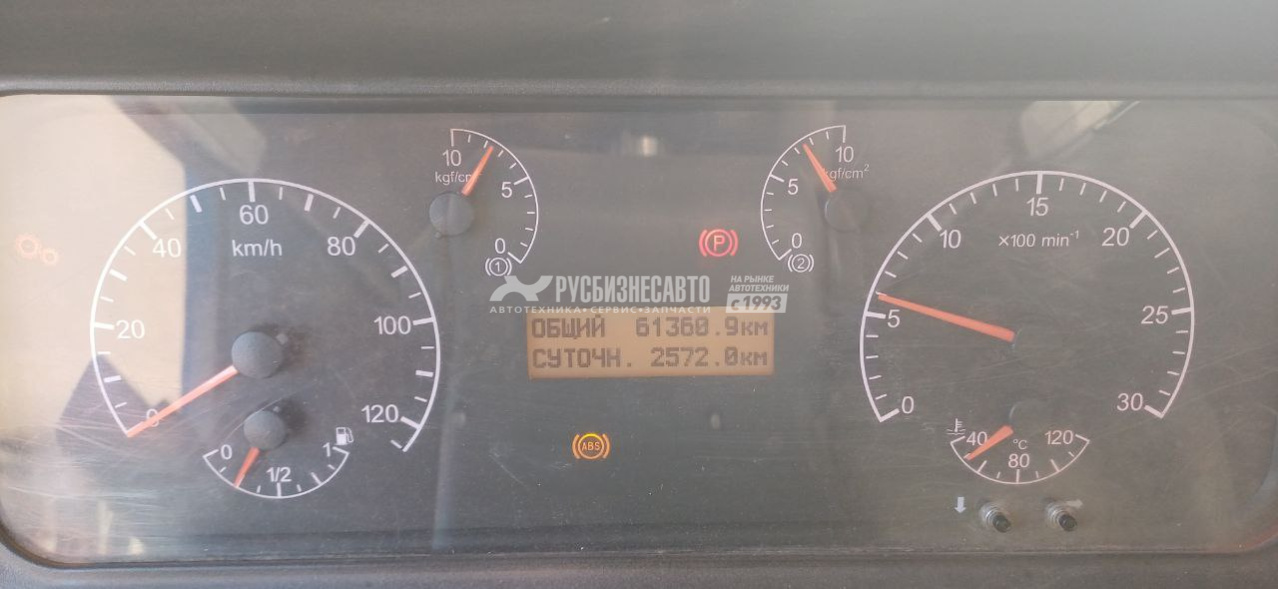 60
40
80
km/h
20
100
0
120
0
1/2
1
10
kgf/cm
5
0
1
P
10
kgf/cm²
5
0
2
РУСБИЗНЕСАВТО
АВТОТЕХНИКА•СЕРВИС•ЗАПЧАСТИ
НА РЫНКЕ
АВТОТЕХНИКИ
с 1993
ОБЩИЙ 61360.9км
СУТОЧН. 2572.0км
ABS
15
10
20
×100 min⁻¹
5
25
0
30
40
°C
120
80